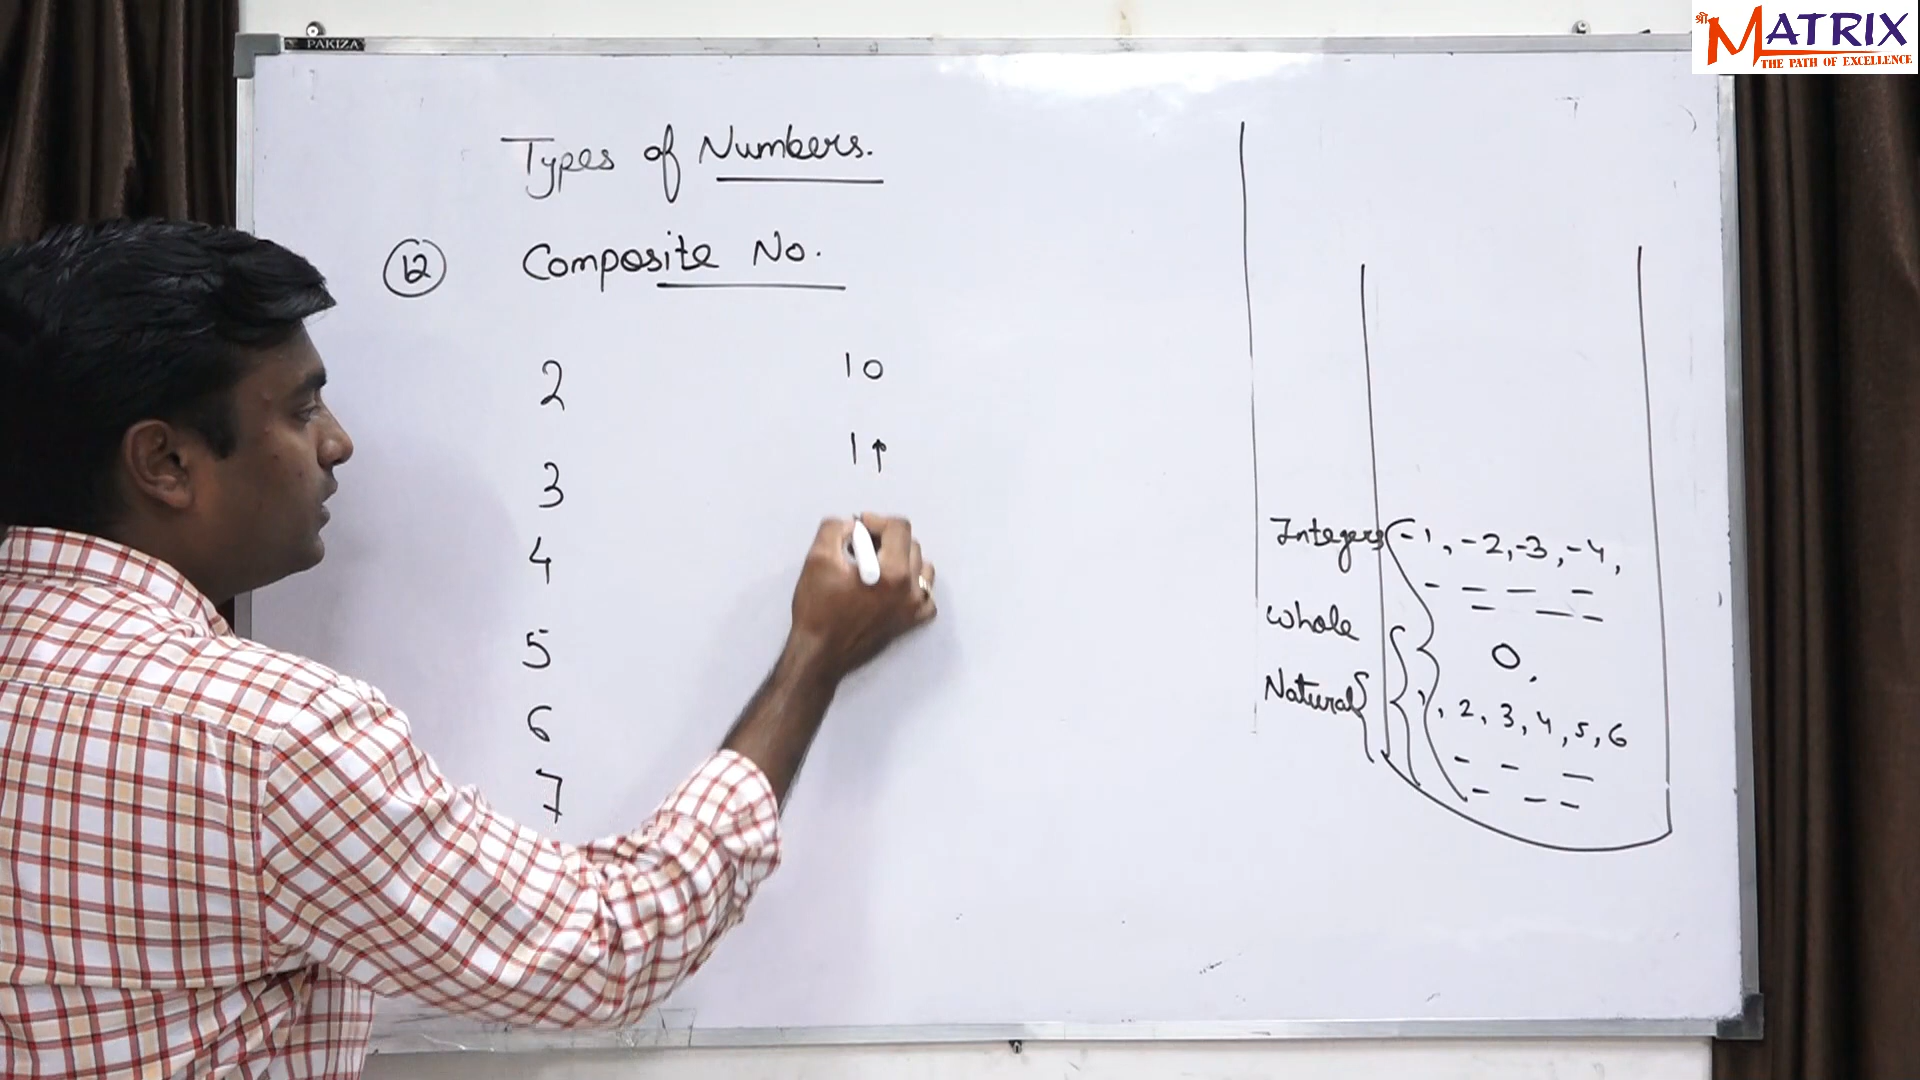 श्री MATRIX
THE PATH OF EXCELLENCE
PAKIZA
Types of Numbers.
12 Composite No.
2
3
4
5
6
7
10
1↑
Integers -1, -2, -3, -4,
- - - -
- - -
Whole
0,
Natural 1, 2, 3, 4, 5, 6
- - -
- - -